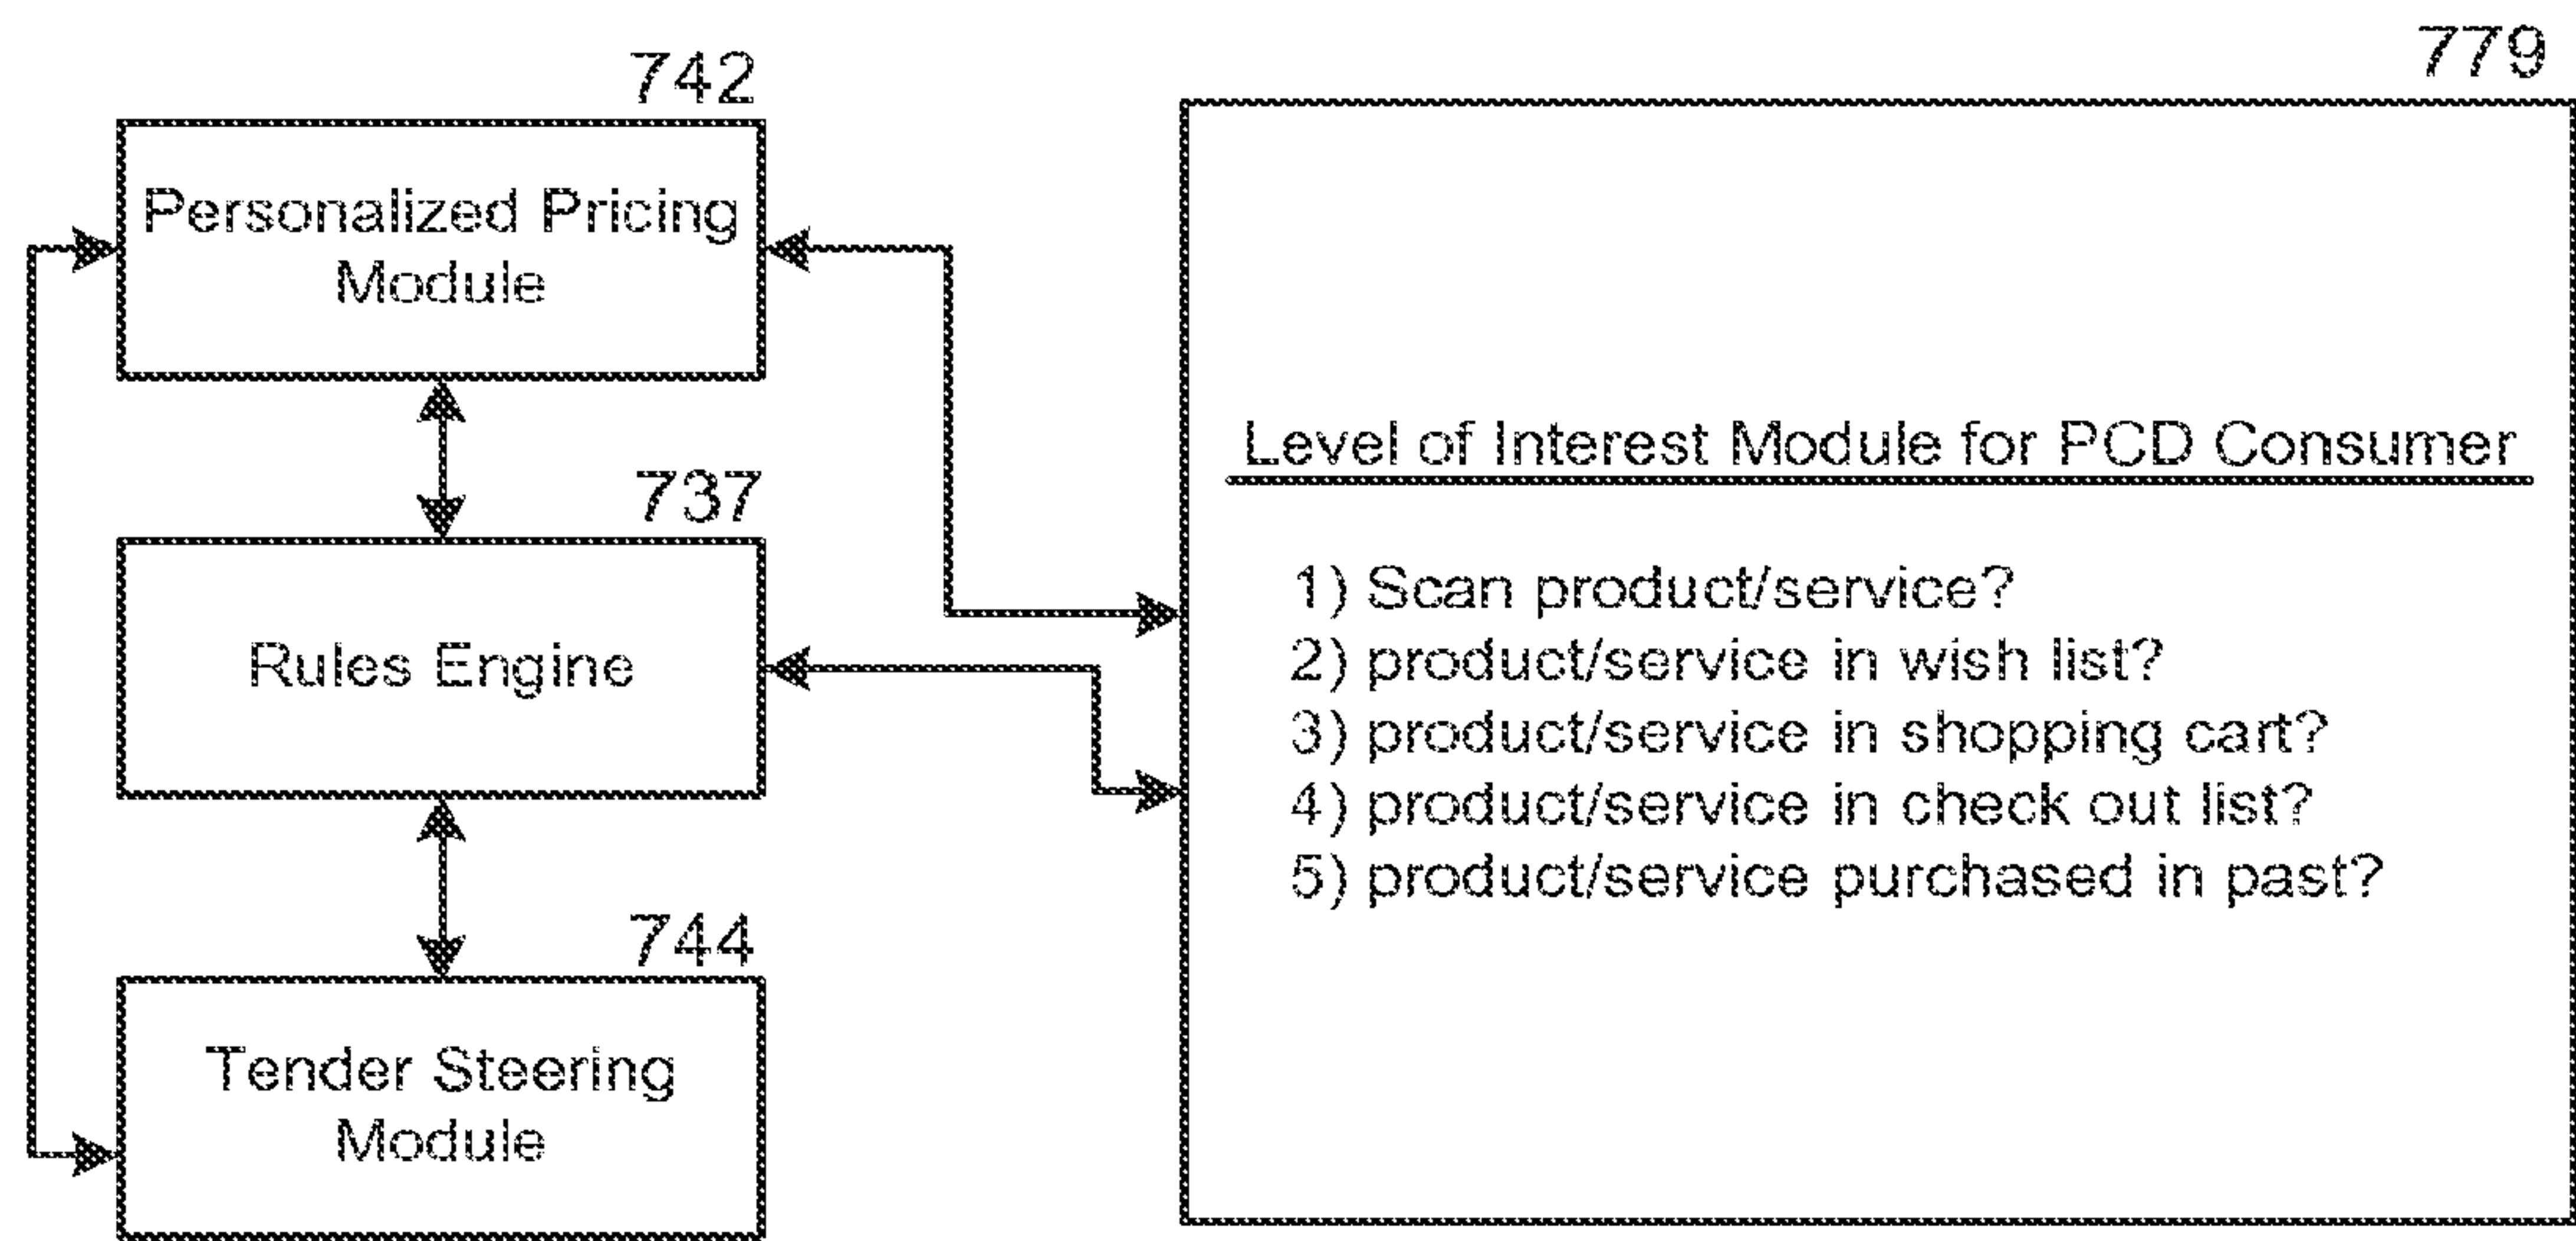 742
Personalized Pricing
Module
737
Rules Engine
744
Tender Steering
Module
779
Level of Interest Module for PCD Consumer
1) Scan product/service?
2) product/service in wish list?
3) product/service in shopping cart?
4) product/service in check out list?
5) product/service purchased in past?